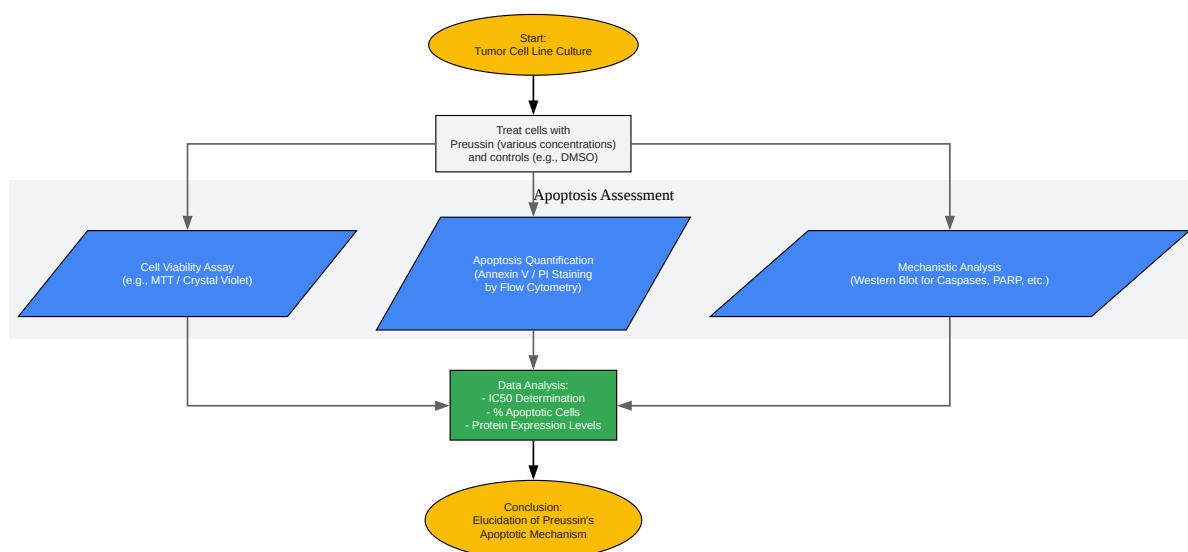 Start:
Tumor Cell Line Culture
Treat cells with
Preussin (various concentrations)
and controls (e.g., DMSO)
Apoptosis Assessment
Cell Viability Assay
(e.g., MTT / Crystal Violet)
Apoptosis Quantification
(Annexin V / PI Staining
by Flow Cytometry)
Mechanistic Analysis
(Western Blot for Caspases, PARP, etc.)
Data Analysis:
- IC50 Determination
- % Apoptotic Cells
- Protein Expression Levels
Conclusion:
Elucidation of Preussin's
Apoptotic Mechanism